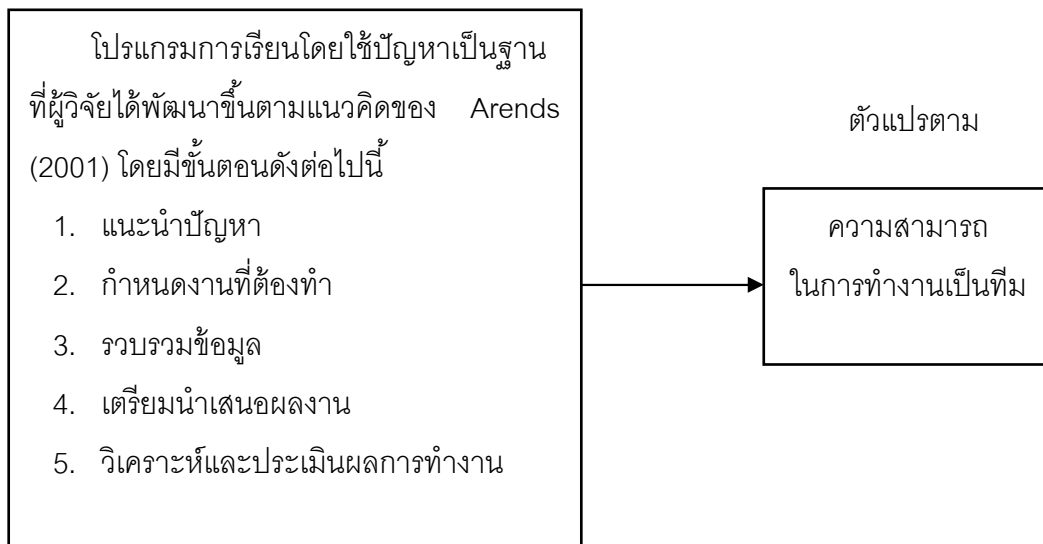 โปรแกรมการเรียนโดยใช้ปัญหาเป็นฐาน
ที่ผู้วิจัยได้พัฒนาขึ้นตามแนวคิดของ Arends
(2001) โดยมีขั้นตอนดังต่อไปนี้
1. แนะนำปัญหา
2. กำหนดงานที่ต้องทำ
3. รวบรวมข้อมูล
4. เตรียมนำเสนอผลงาน
5. วิเคราะห์และประเมินผลการทำงาน
ตัวแปรตาม
ความสามารถ
ในการทำงานเป็นทีม